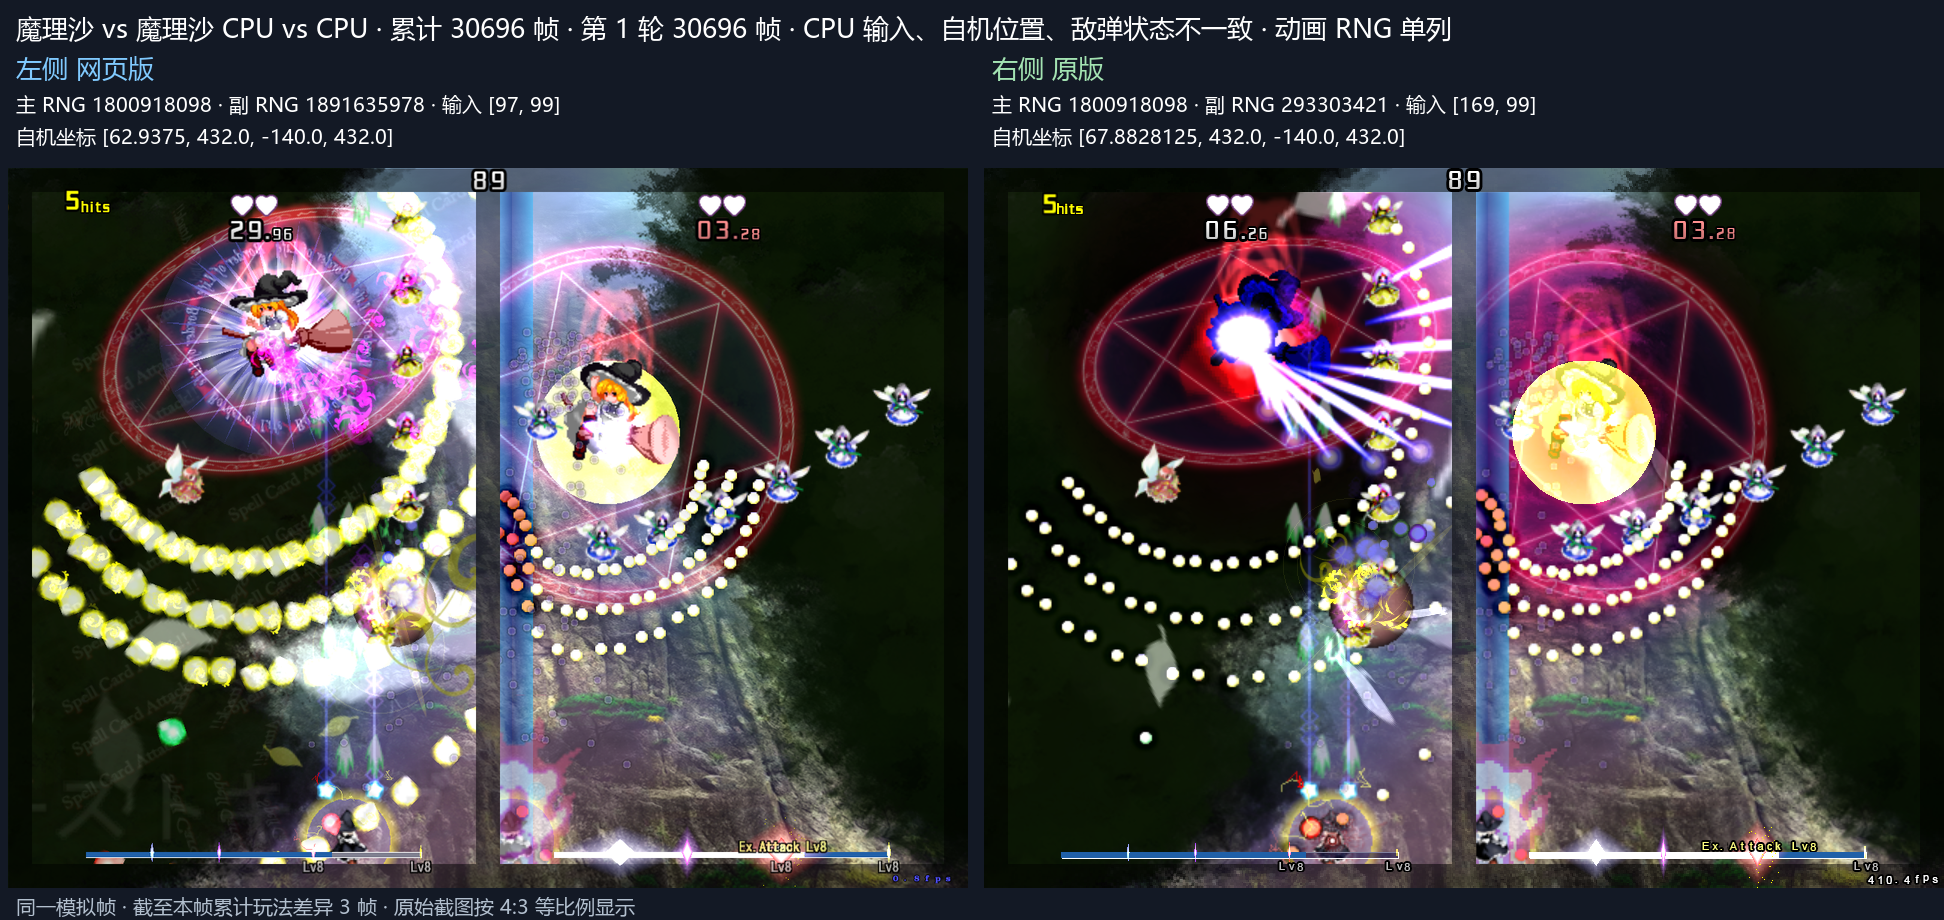 魔理沙 vs 魔理沙 CPU vs CPU · 累计 30696 帧 · 第 1 轮 30696 帧 · CPU 输入、自机位置、敌弹状态不一致 · 动画 RNG 单列
左侧 网页版
主 RNG 1800918098 · 副 RNG 1891635978 · 输入 [97, 99]
自机坐标 [62.9375, 432.0, -140.0, 432.0]
右侧 原版
主 RNG 1800918098 · 副 RNG 293303421 · 输入 [169, 99]
自机坐标 [67.8828125, 432.0, -140.0, 432.0]
89
5hits
29.96
03.28
Ex.Attack Lv8
Lv8
Lv8
Lv8
Lv8
89
5hits
06.26
03.28
Ex.Attack Lv8
Lv8
Lv8
Lv8
410.4fps
同一模拟帧 · 截至本帧累计玩法差异 3 帧 · 原始截图按 4:3 等比例显示